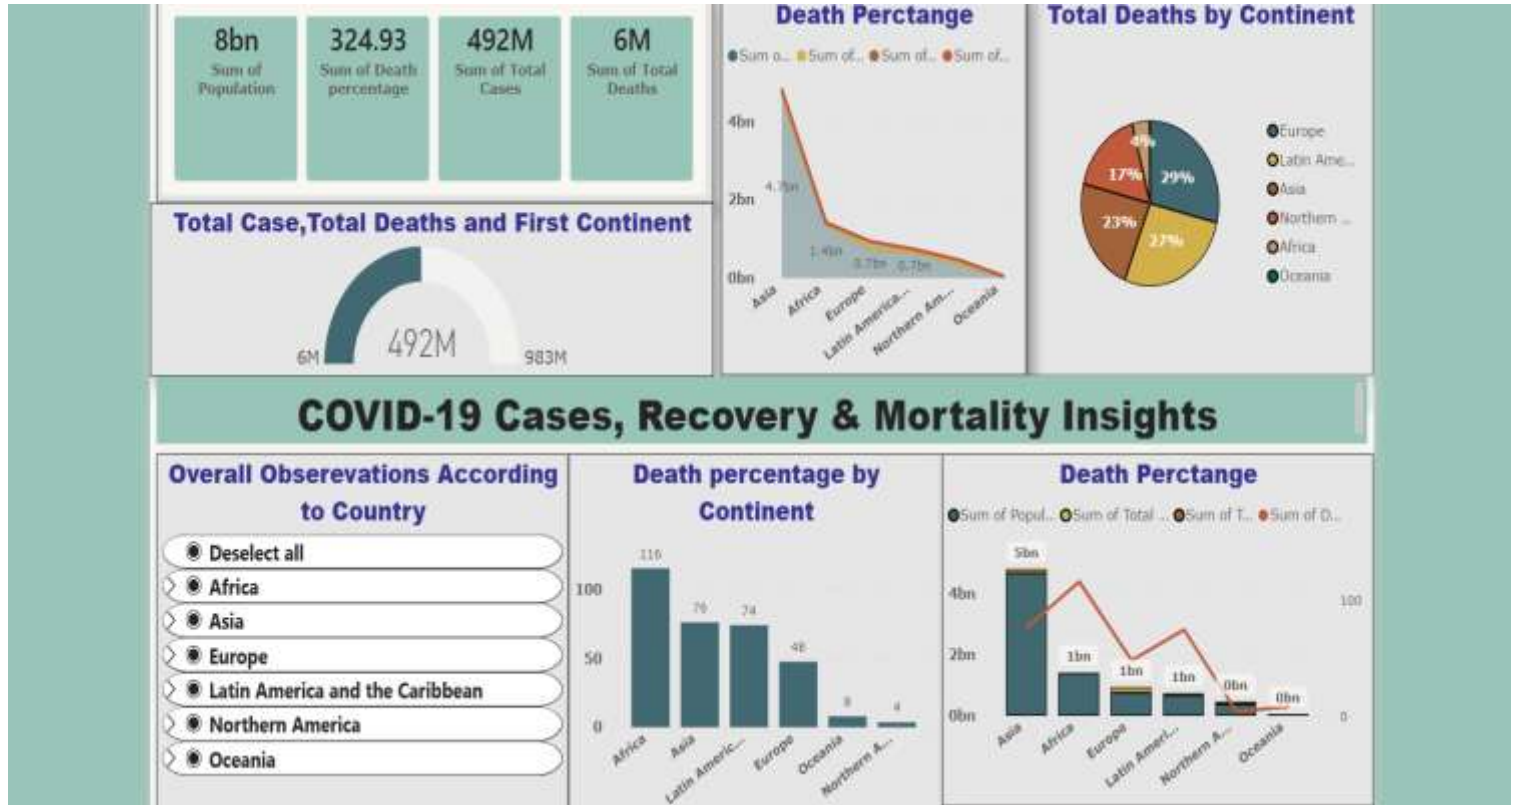 8bn
Sum of
Population
324.93
Sum of Death
percentage
492M
Sum of Total
Cases
6M
Sum of Total
Deaths
Death Perctange
Sum o... Sum of... Sum of... Sum of...
4bn
2bn
0bn
4.7bn
1.4bn
0.7bn
0.7bn
Asia
Africa
Europe
Latin America...
Northern Am...
Oceania
Total Deaths by Continent
4%
17%
29%
23%
27%
Europe
Latin Ame...
Asia
Northern ...
Africa
Oceania
Total Case,Total Deaths and First Continent
6M
492M
983M
COVID-19 Cases, Recovery & Mortality Insights
Overall Obserevations According
to Country
Deselect all
Africa
Asia
Europe
Latin America and the Caribbean
Northern America
Oceania
Death percentage by
Continent
100
50
0
116
76
74
48
8
4
Africa
Asia
Latin Americ...
Europe
Oceania
Northern A...
Death Perctange
Sum of Popul... Sum of Total ... Sum of T... Sum of D...
4bn
2bn
0bn
5bn
1bn
1bn
1bn
0bn
0bn
100
0
Asia
Africa
Europe
Latin Ameri...
Northern A...
Oceania